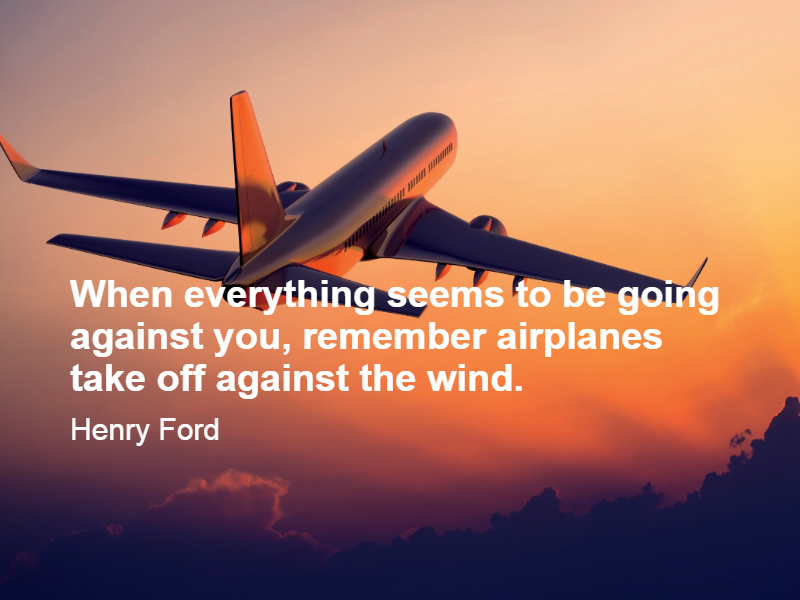 When everything seems to be going
against you, remember airplanes
take off against the wind.
Henry Ford